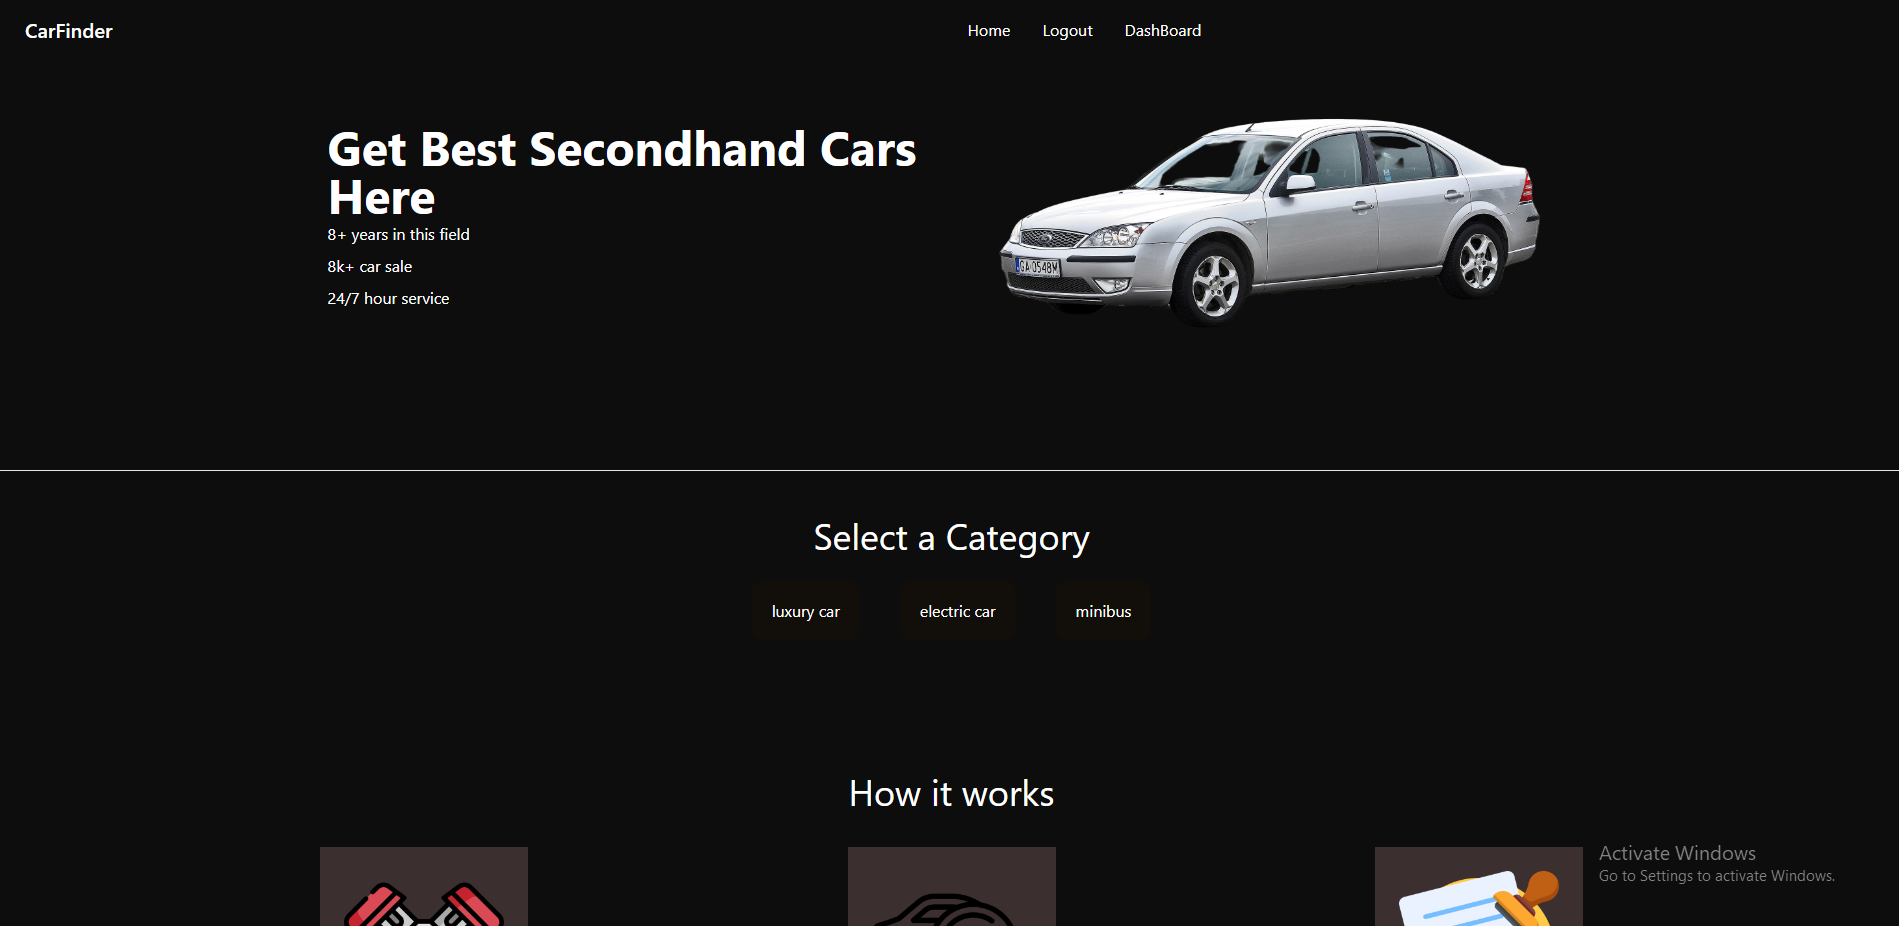 CarFinder
Home Logout DashBoard
Get Best Secondhand Cars
Here
8+ years in this field
8k+ car sale
24/7 hour service
GA 0548M
Select a Category
luxury car electric car minibus
How it works
Activate Windows
Go to Settings to activate Windows.